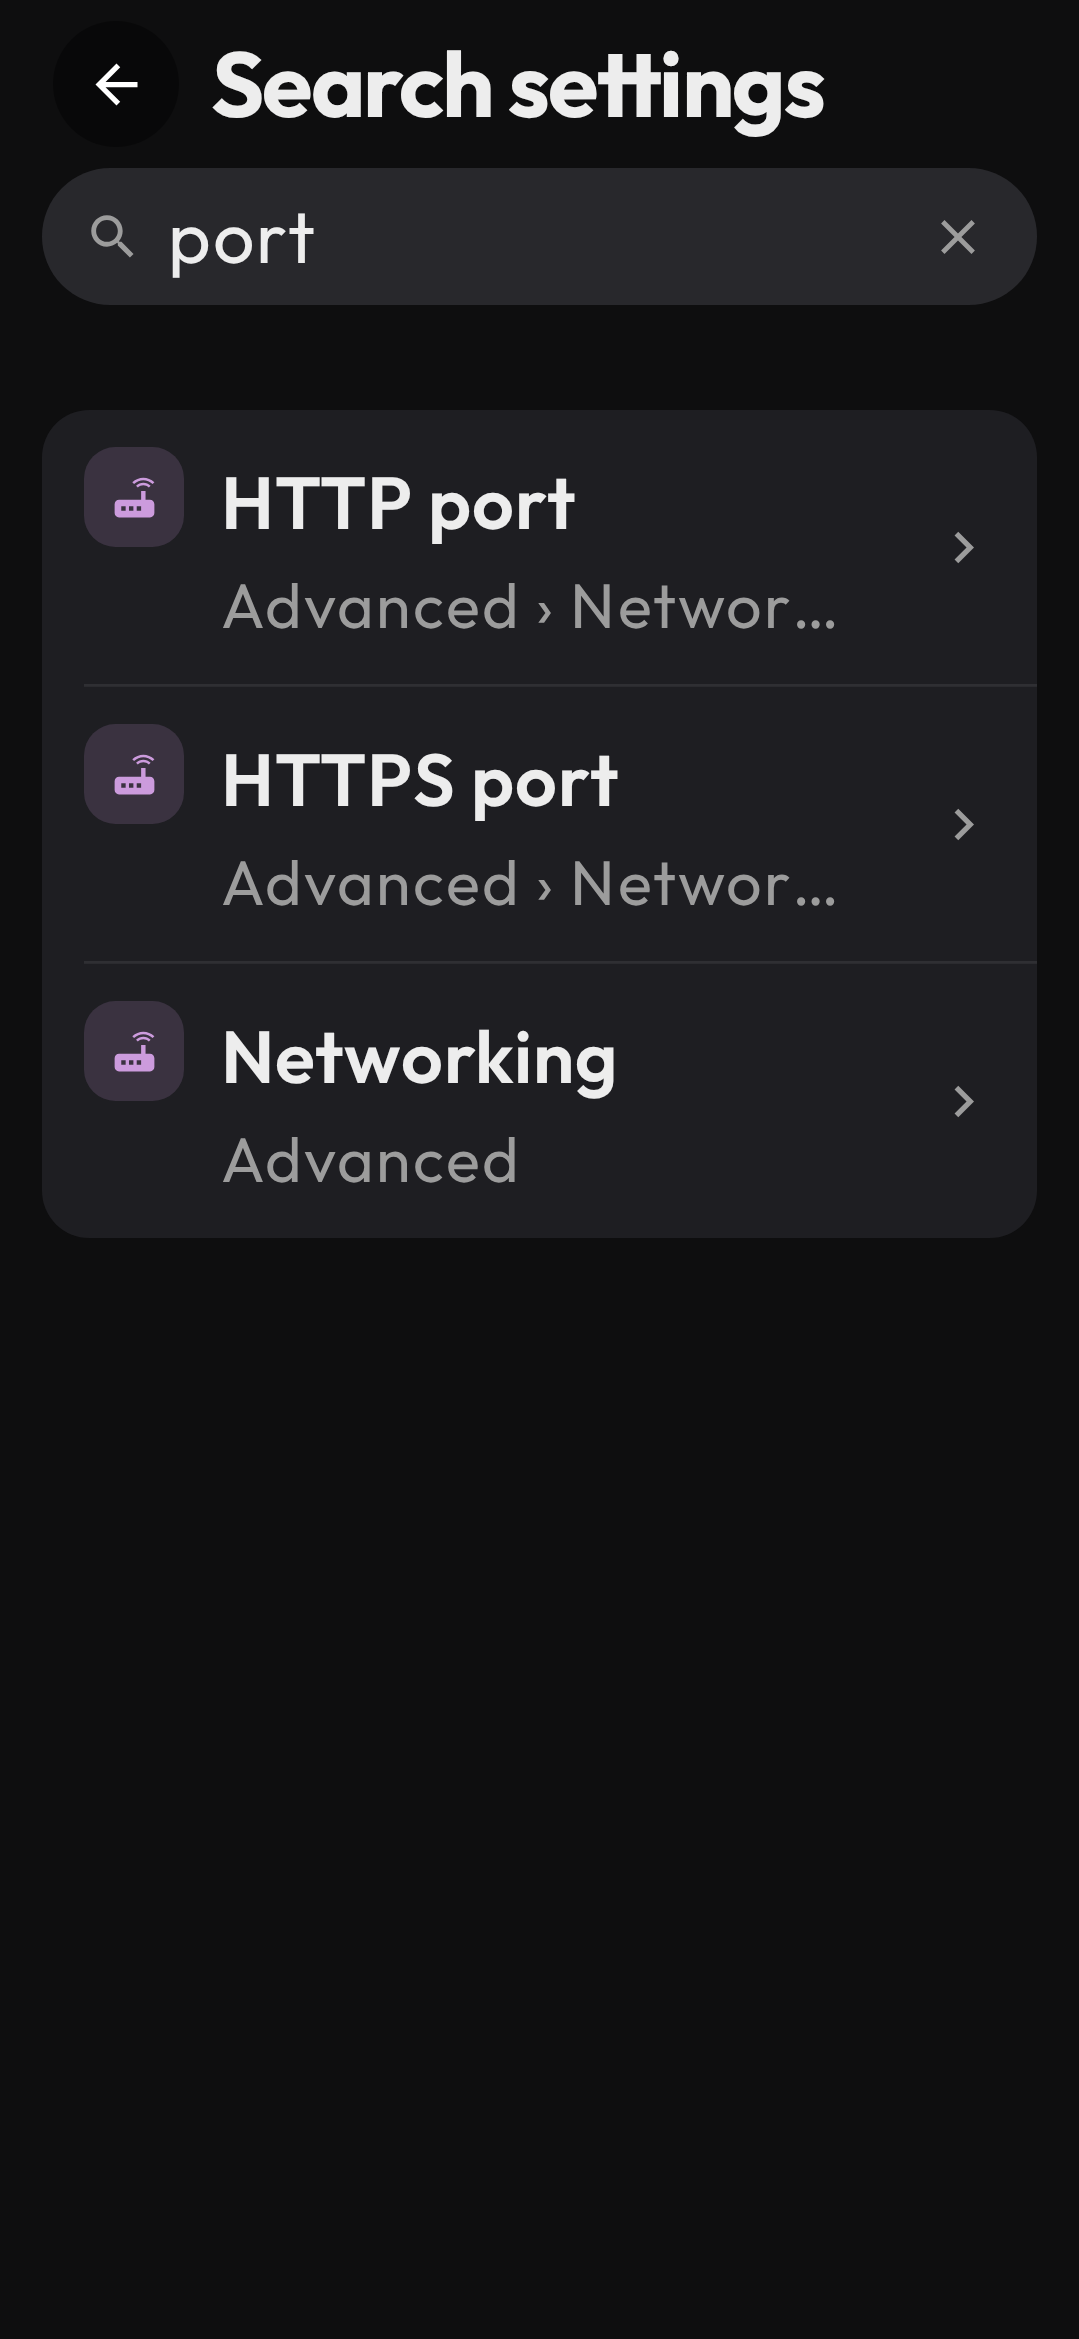 Search settings
port
HTTP port
Advanced › Networ...
HTTPS port
Advanced › Networ...
Networking
Advanced